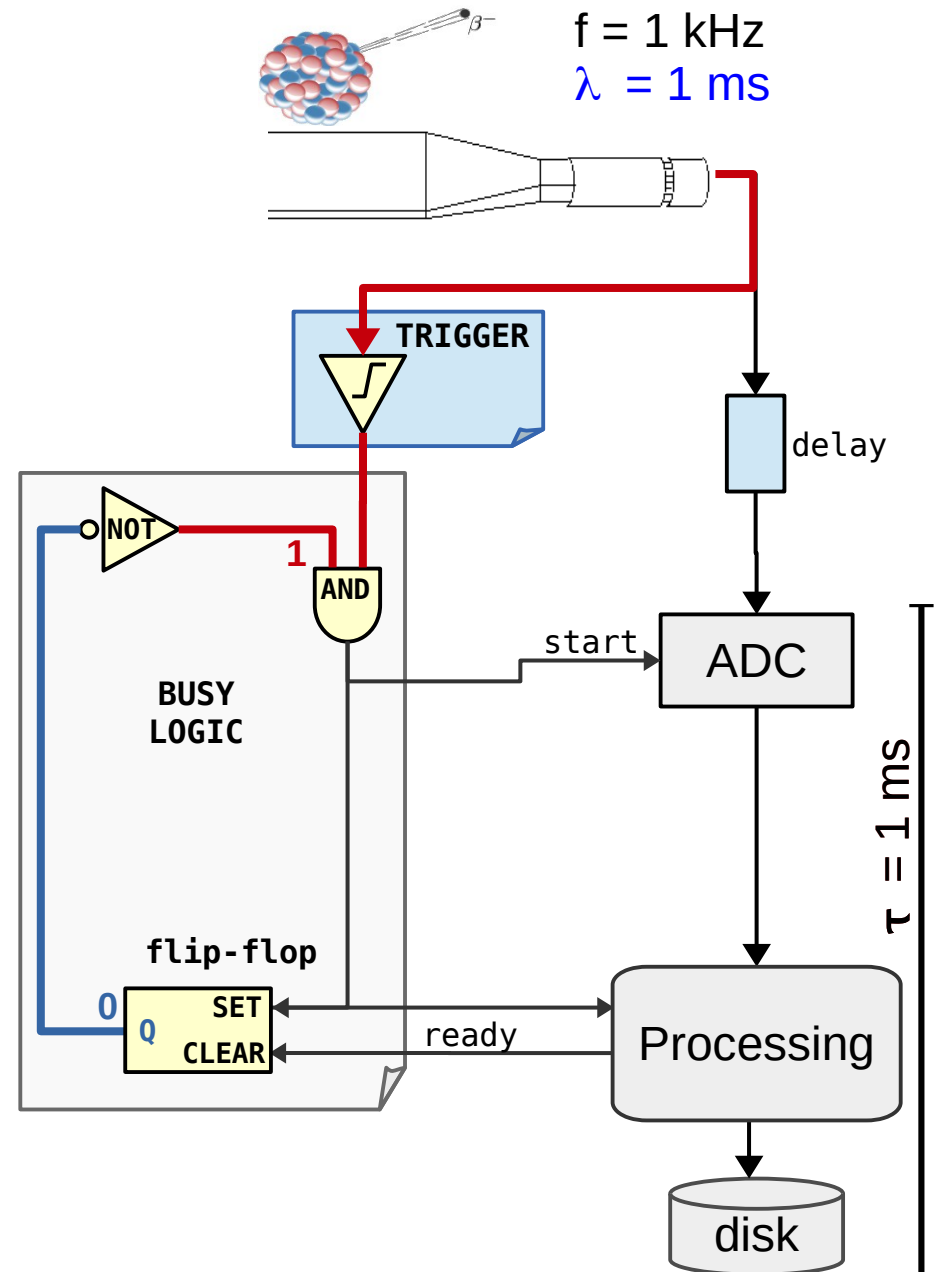 β⁻
f = 1 kHz
λ = 1 ms
TRIGGER
delay
NOT
1
AND
start
ADC
BUSY
LOGIC
τ = 1 ms
flip-flop
0
SET
Q
CLEAR
ready
Processing
disk